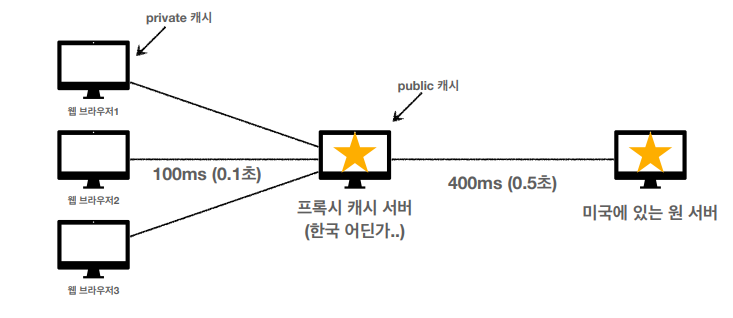 private 캐시
public 캐시
웹 브라우저1
100ms (0.1초)
웹 브라우저2
400ms (0.5초)
프록시 캐시 서버
(한국 어딘가..)
미국에 있는 원 서버
웹 브라우저3